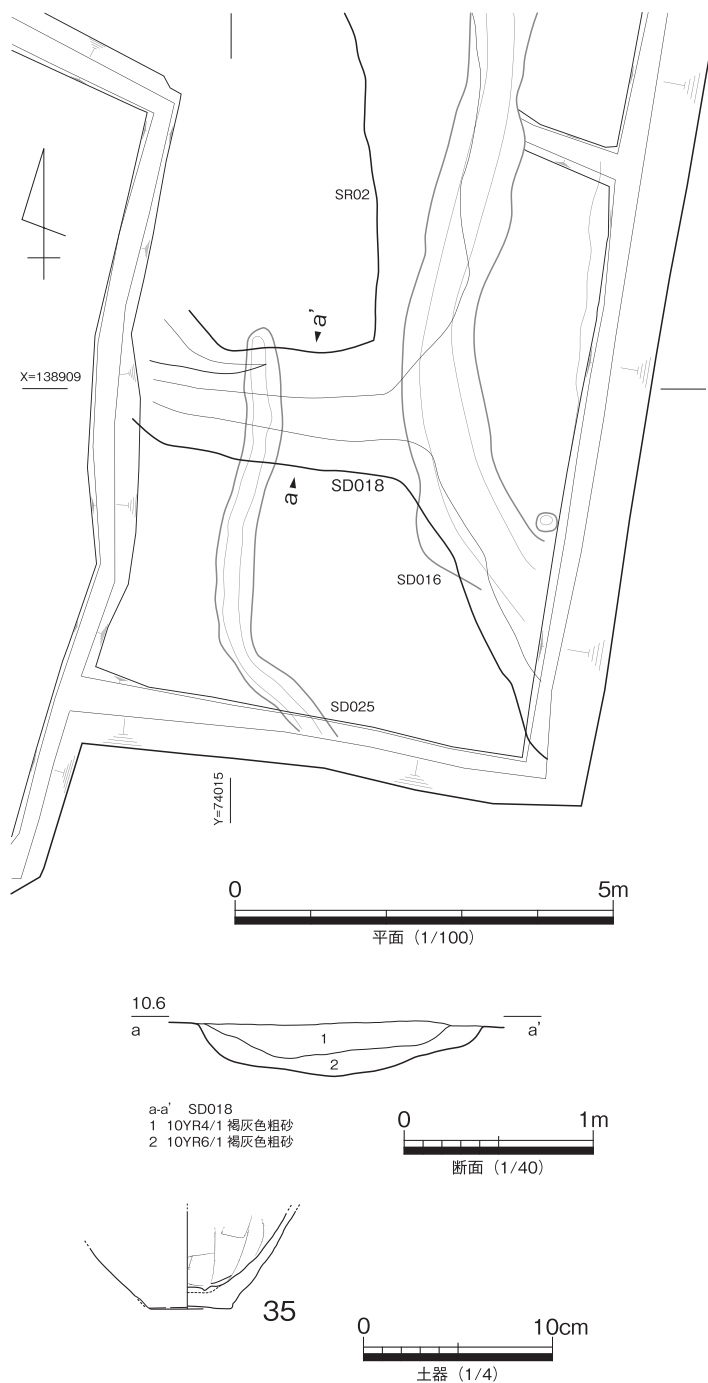 SR02
a'
X=138909
a
SD018
SD016
SD025
Y=74015
0 5m
平面（1/100）
10.6
a a'
1
2
a-a' SD018
1 10YR4/1 褐灰色粗砂
2 10YR6/1 褐灰色粗砂
0 1m
断面（1/40）
35
0 10cm
土器（1/4）